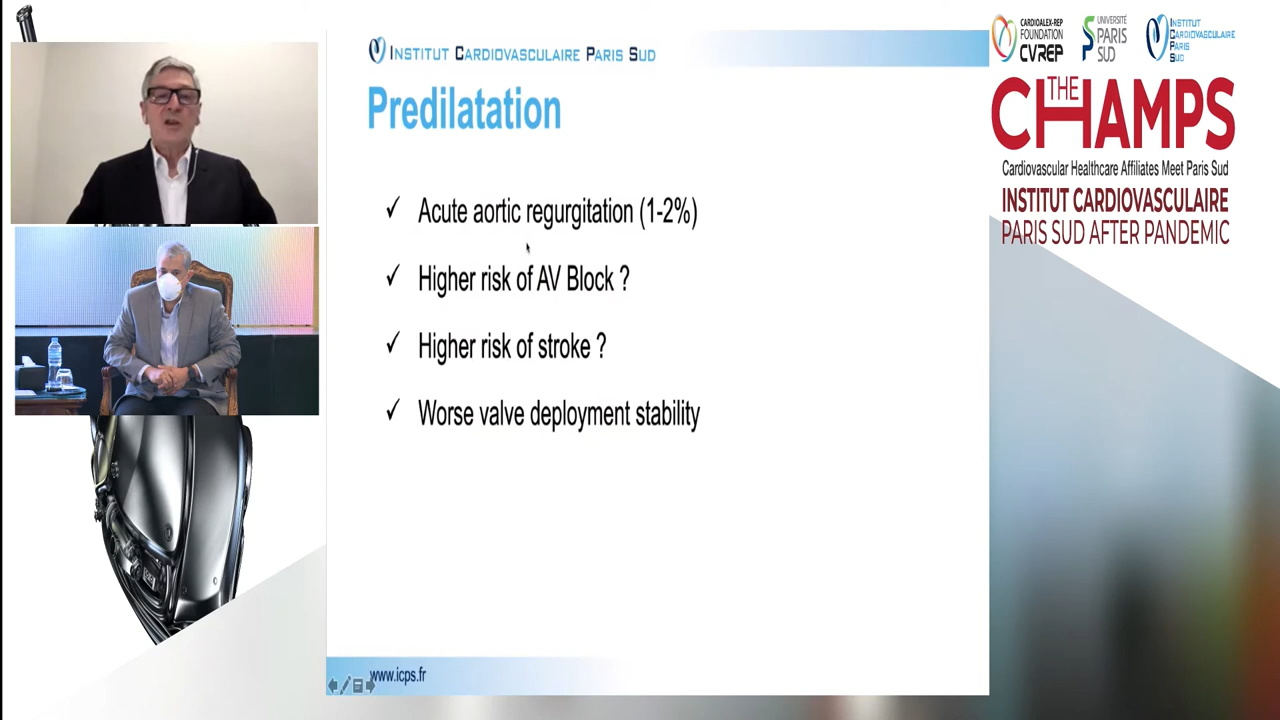 INSTITUT CARDIOVASCULAIRE PARIS SUD
Predilatation
✓ Acute aortic regurgitation (1-2%)
✓ Higher risk of AV Block ?
✓ Higher risk of stroke ?
✓ Worse valve deployment stability
www.icps.fr
CARDIOALEX-REP
FOUNDATION
CVREP
UNIVERSITÉ
PARIS
SUD
INSTITUT
CARDIOVASCULAIRE
PARIS
SUD
THE
CHAMPS
Cardiovascular Healthcare Affiliates Meet Paris Sud
INSTITUT CARDIOVASCULAIRE
PARIS SUD AFTER PANDEMIC